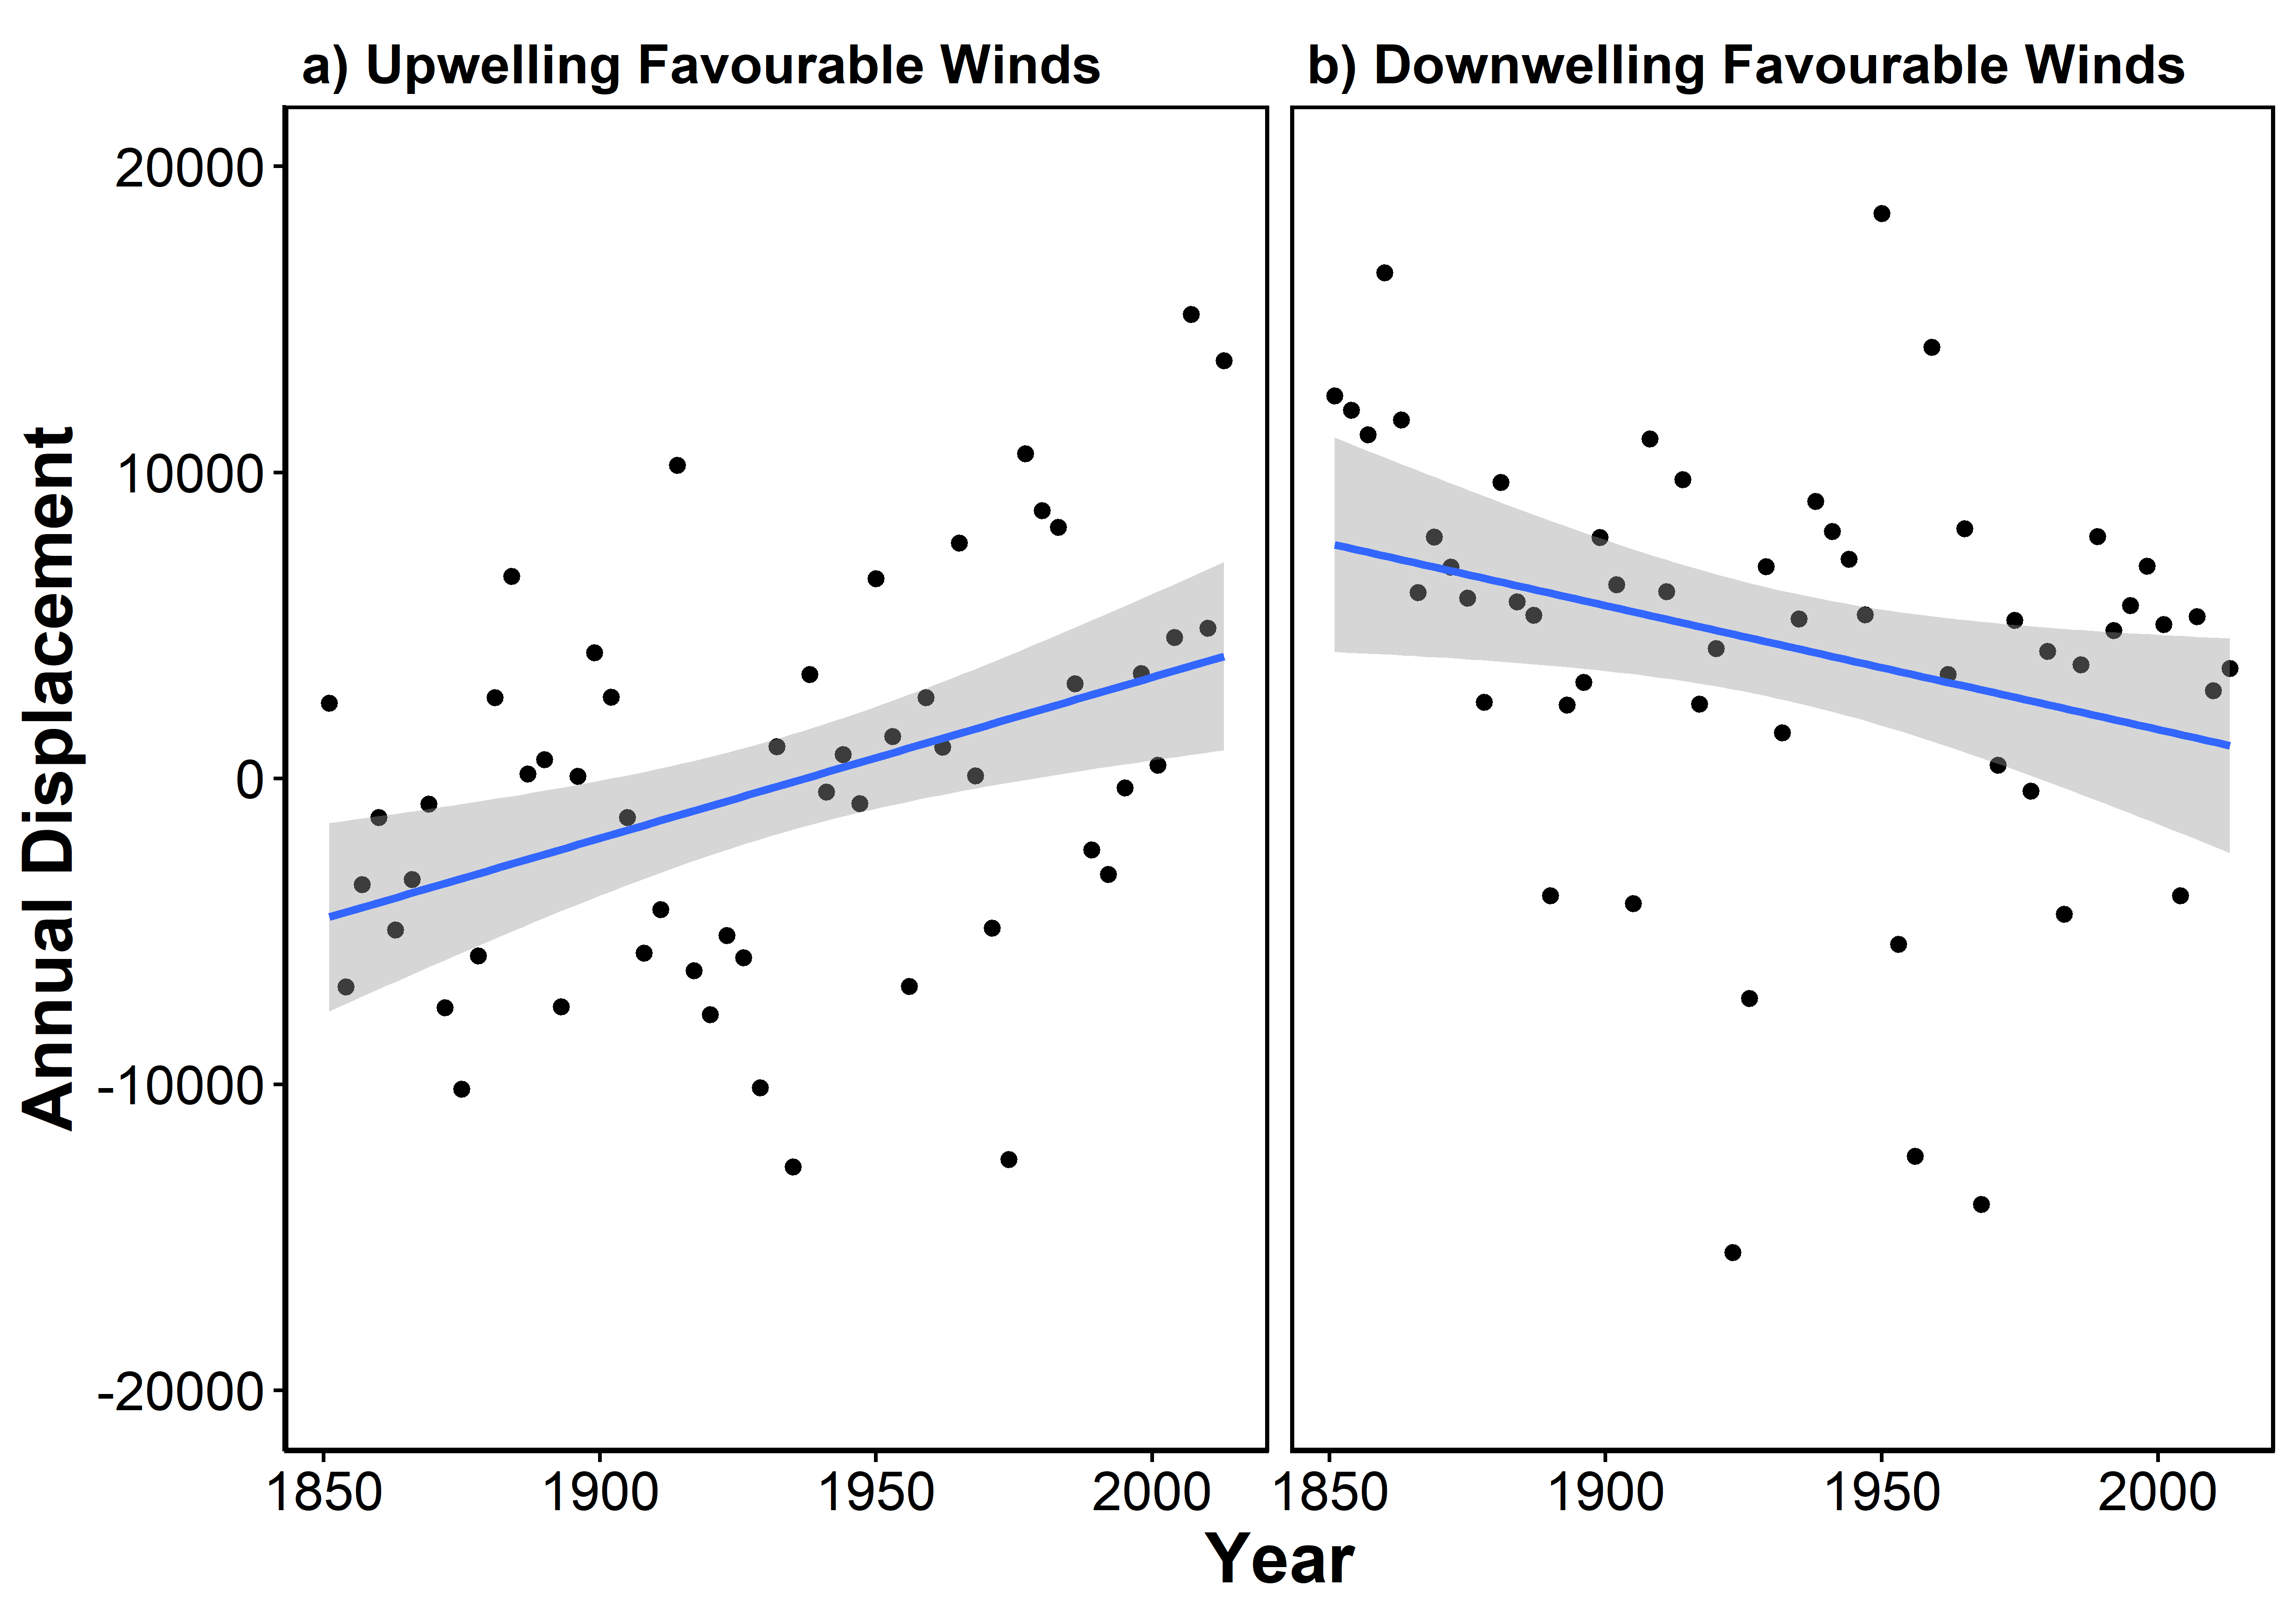 a) Upwelling Favourable Winds
b) Downwelling Favourable Winds
Annual Displacement
20000
10000
0
-10000
-20000
1850 1900 1950 2000
1850 1900 1950 2000
Year